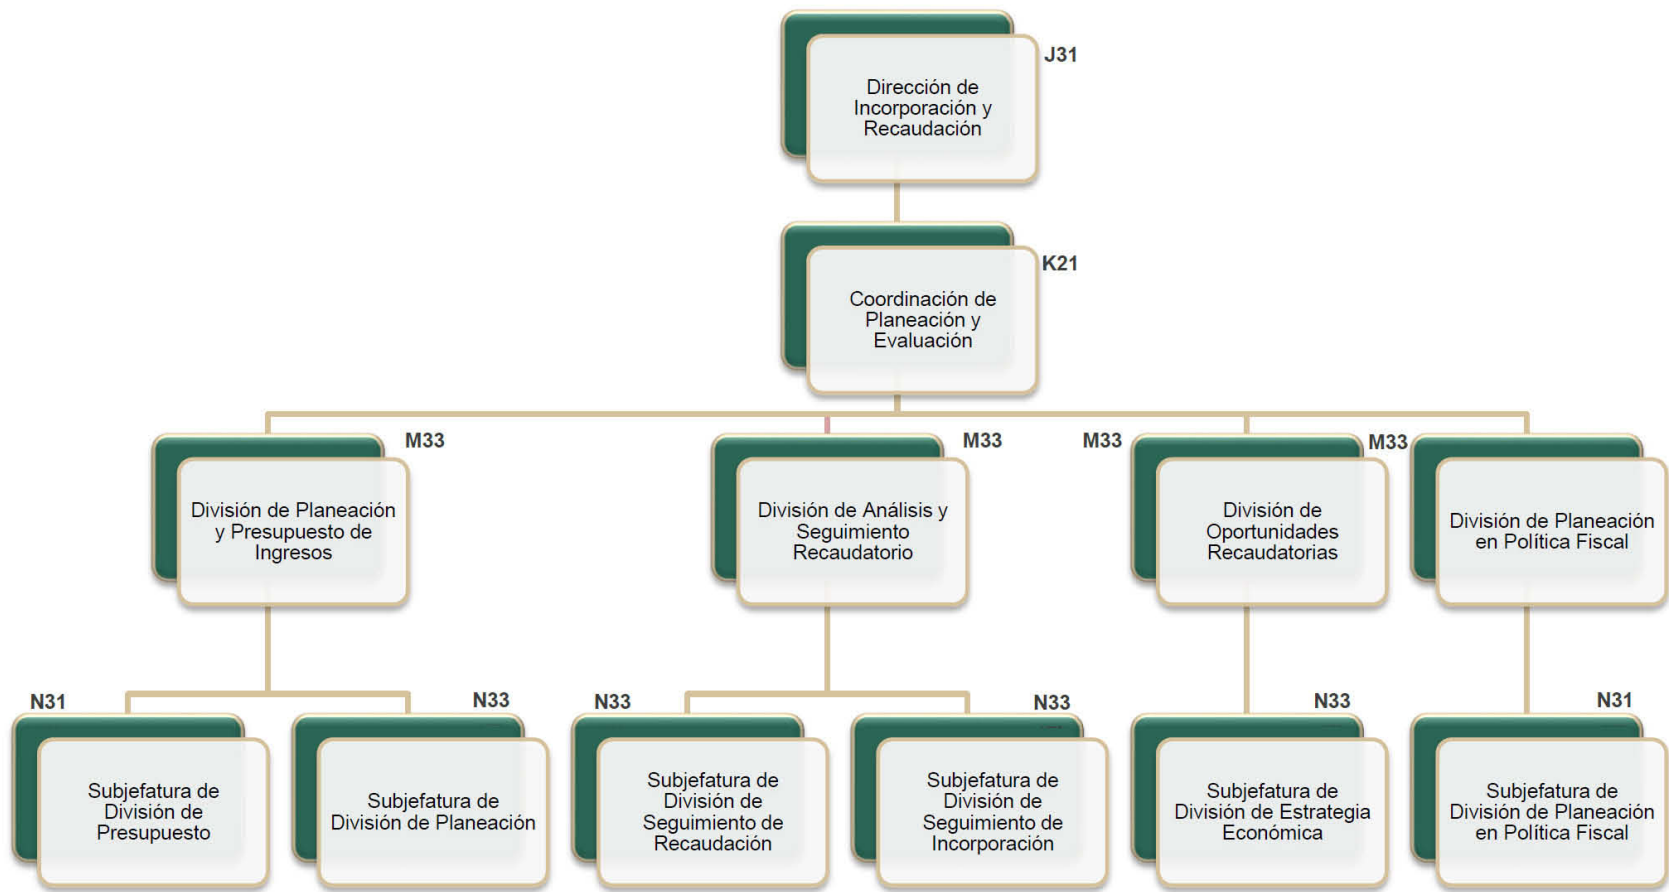 J31
Dirección de
Incorporación y
Recaudación
K21
Coordinación de
Planeación y
Evaluación
M33
División de Planeación
y Presupuesto de
Ingresos
M33
División de Análisis y
Seguimiento
Recaudatorio
M33
División de
Oportunidades
Recaudatorias
M33
División de Planeación
en Política Fiscal
N31
Subjefatura de
División de
Presupuesto
N33
Subjefatura de
División de Planeación
N33
Subjefatura de
División de
Seguimiento de
Recaudación
N33
Subjefatura de
División de
Seguimiento de
Incorporación
N33
Subjefatura de
División de Estrategia
Económica
N31
Subjefatura de
División de Planeación
en Política Fiscal